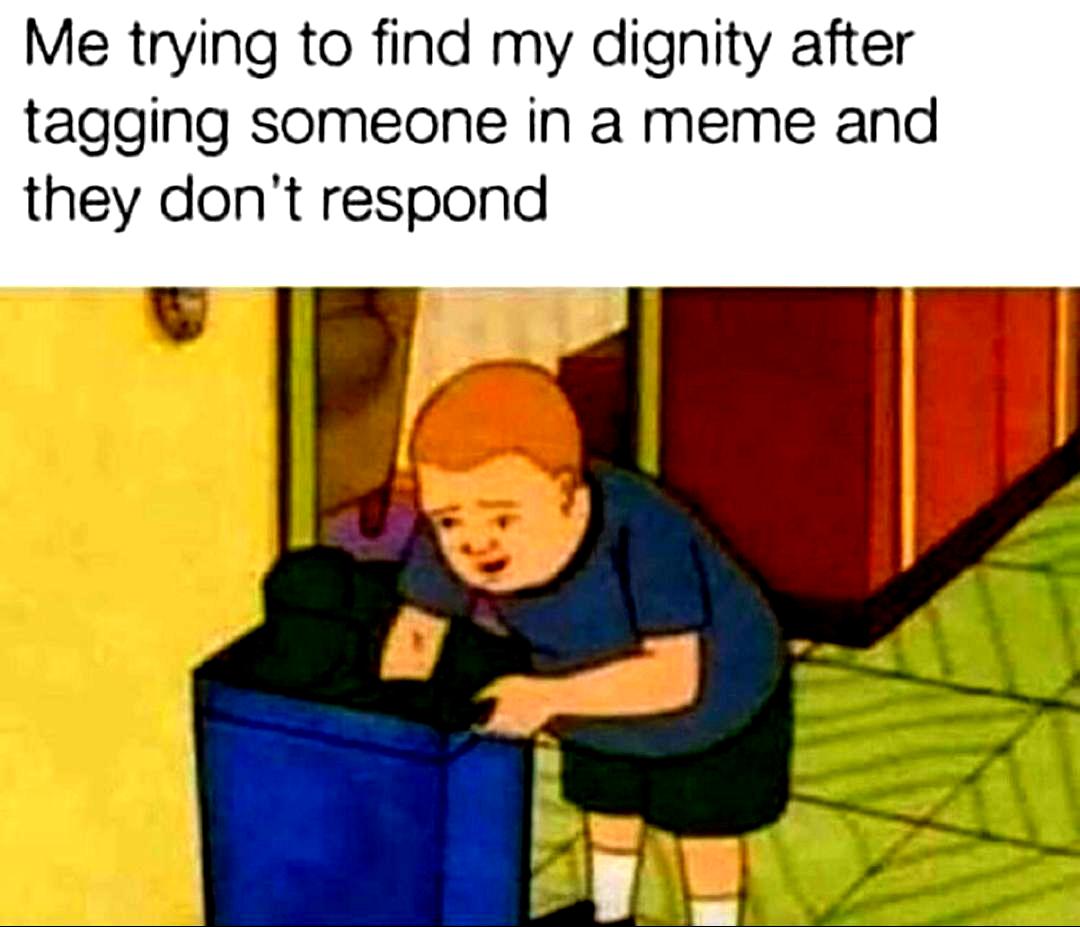 Me trying to find my dignity after
tagging someone in a meme and
they don't respond